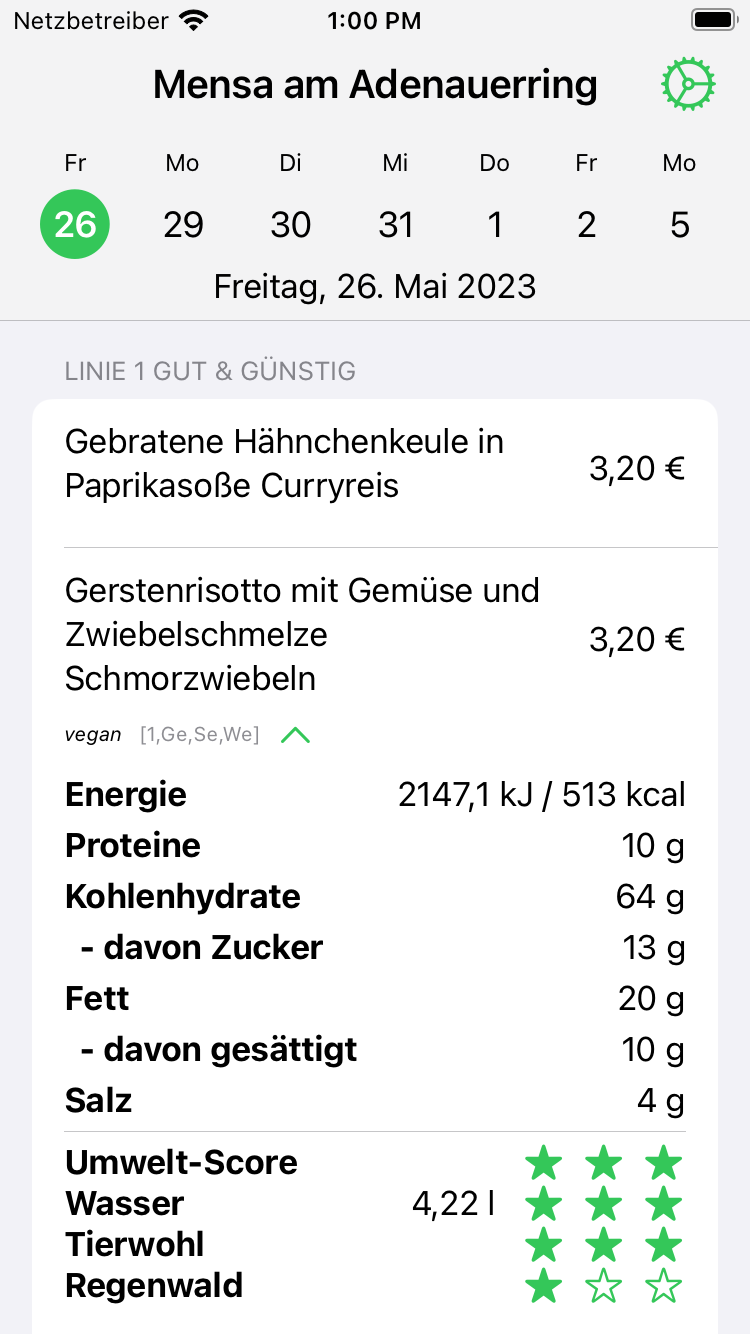 Netzbetreiber 1:00 PM
Mensa am Adenauerring
Fr Mo Di Mi Do Fr Mo
26 29 30 31 1 2 5
Freitag, 26. Mai 2023
LINIE 1 GUT & GÜNSTIG
Gebratene Hähnchenkeule in
Paprikasoße Curryreis
3,20 €
Gerstenrisotto mit Gemüse und
Zwiebelschmelze
Schmorzwiebeln
3,20 €
vegan [1,Ge,Se,We]
Energie 2147,1 kJ / 513 kcal
Proteine 10 g
Kohlenhydrate 64 g
- davon Zucker 13 g
Fett 20 g
- davon gesättigt 10 g
Salz 4 g
Umwelt-Score
Wasser 4,22 l
Tierwohl
Regenwald